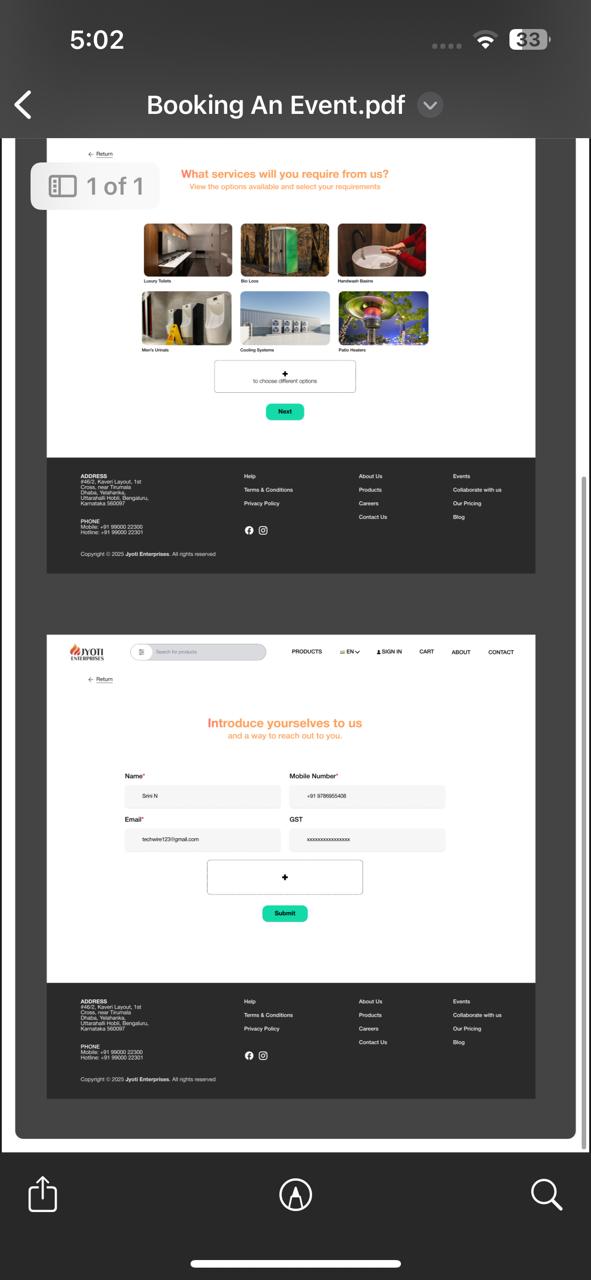 5:02
33
Booking An Event.pdf
← Return
1 of 1
What services will you require from us?
View the options available and select your requirements
Luxury Toilets
Bio Loos
Handwash Basins
Men's Urinals
Cooling Systems
Patio Heaters
+
to choose different options
Next
ADDRESS
#46/2, Kaveri Layout, 1st
Cross, near Tirumala
Dhaba, Yelahanka,
Uttarahalli Hobli, Bengaluru,
Karnataka 560097
PHONE
Mobile: +91 99000 22300
Hotline: +91 99000 22301
Help
Terms & Conditions
Privacy Policy
About Us
Products
Careers
Contact Us
Events
Collaborate with us
Our Pricing
Blog
Copyright © 2025 Jyoti Enterprises. All rights reserved
JYOTI
ENTERPRISES
Search for products
PRODUCTS
EN
SIGN IN
CART
ABOUT
CONTACT
← Return
Introduce yourselves to us
and a way to reach out to you.
Name*
Srini N
Mobile Number*
+91 9786955408
Email*
techwire123@gmail.com
GST
xxxxxxxxxxxxxxxx
+
Submit
ADDRESS
#46/2, Kaveri Layout, 1st
Cross, near Tirumala
Dhaba, Yelahanka,
Uttarahalli Hobli, Bengaluru,
Karnataka 560097
PHONE
Mobile: +91 99000 22300
Hotline: +91 99000 22301
Help
Terms & Conditions
Privacy Policy
About Us
Products
Careers
Contact Us
Events
Collaborate with us
Our Pricing
Blog
Copyright © 2025 Jyoti Enterprises. All rights reserved